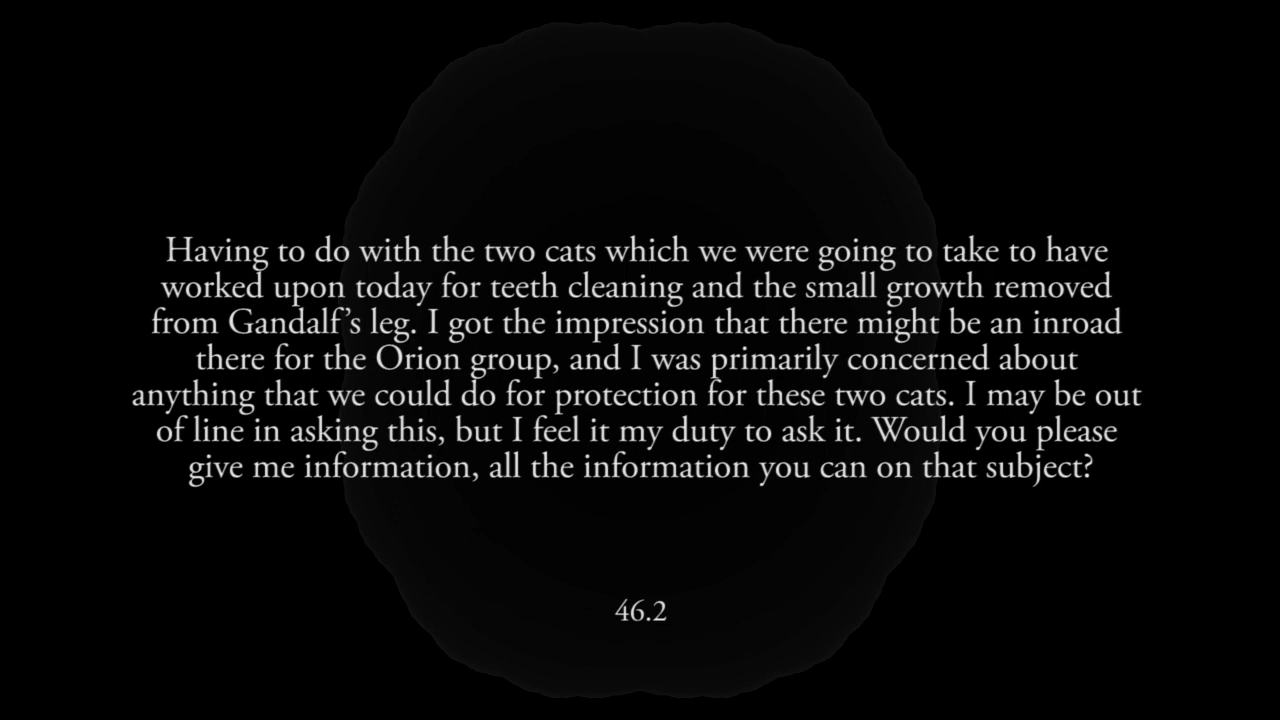 Having to do with the two cats which we were going to take to have
worked upon today for teeth cleaning and the small growth removed
from Gandalf’s leg. I got the impression that there might be an inroad
there for the Orion group, and I was primarily concerned about
anything that we could do for protection for these two cats. I may be out
of line in asking this, but I feel it my duty to ask it. Would you please
give me information, all the information you can on that subject?
46.2